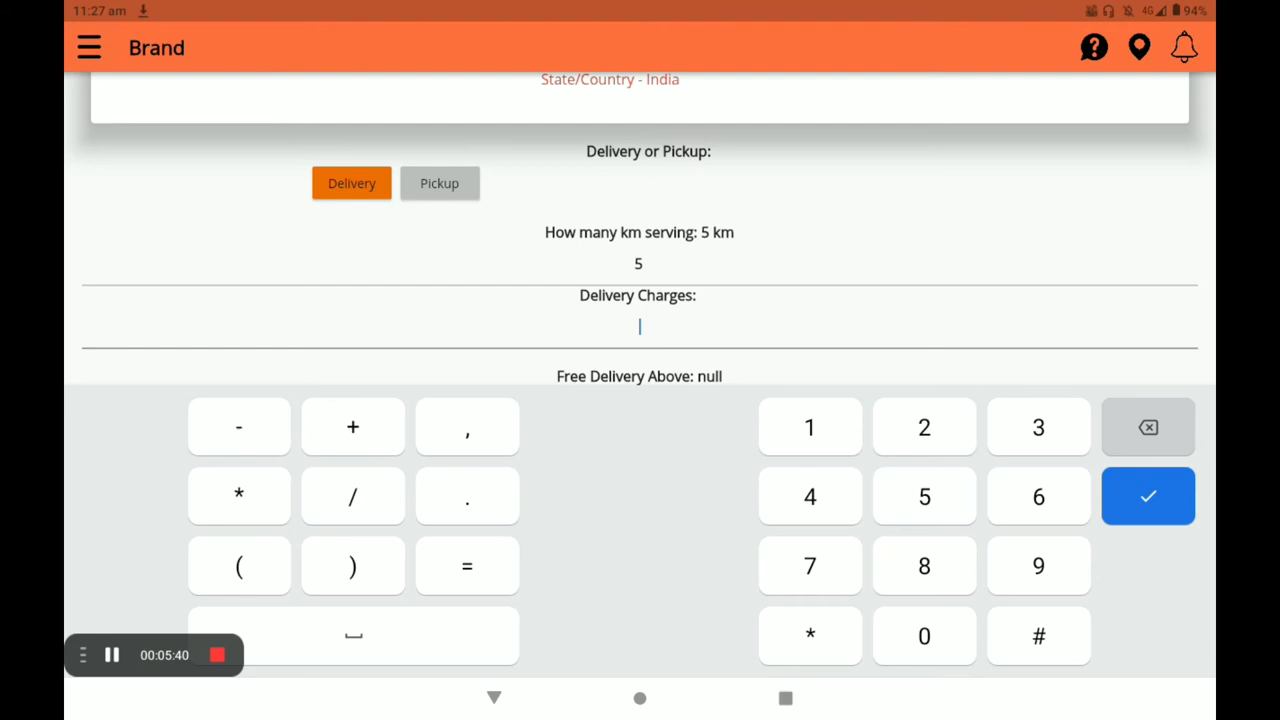 11:27 am 4G 94%
Brand
State/Country - India
Delivery or Pickup:
Delivery Pickup
How many km serving: 5 km
5
Delivery Charges:
Free Delivery Above: null
- + , 1 2 3
* / . 4 5 6
( ) = 7 8 9
* 0 #
00:05:40